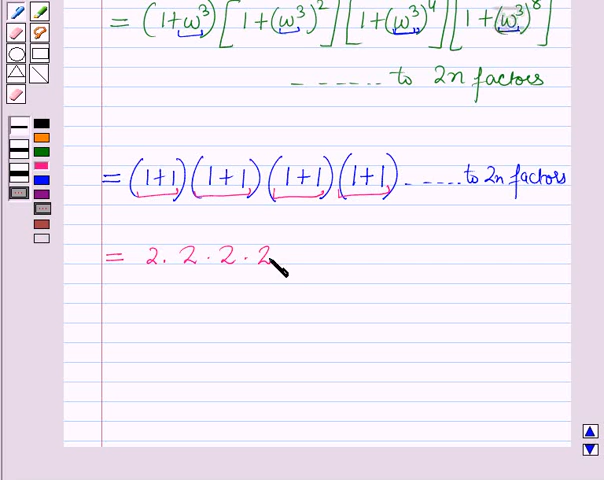 = (1+ω³) [1+(ω³)²] [1+(ω³)⁴] [1+(ω³)⁸]
------ to 2n factors
= (1+1) (1+1) (1+1) (1+1) ------ to 2n factors
= 2 . 2 . 2 . 2